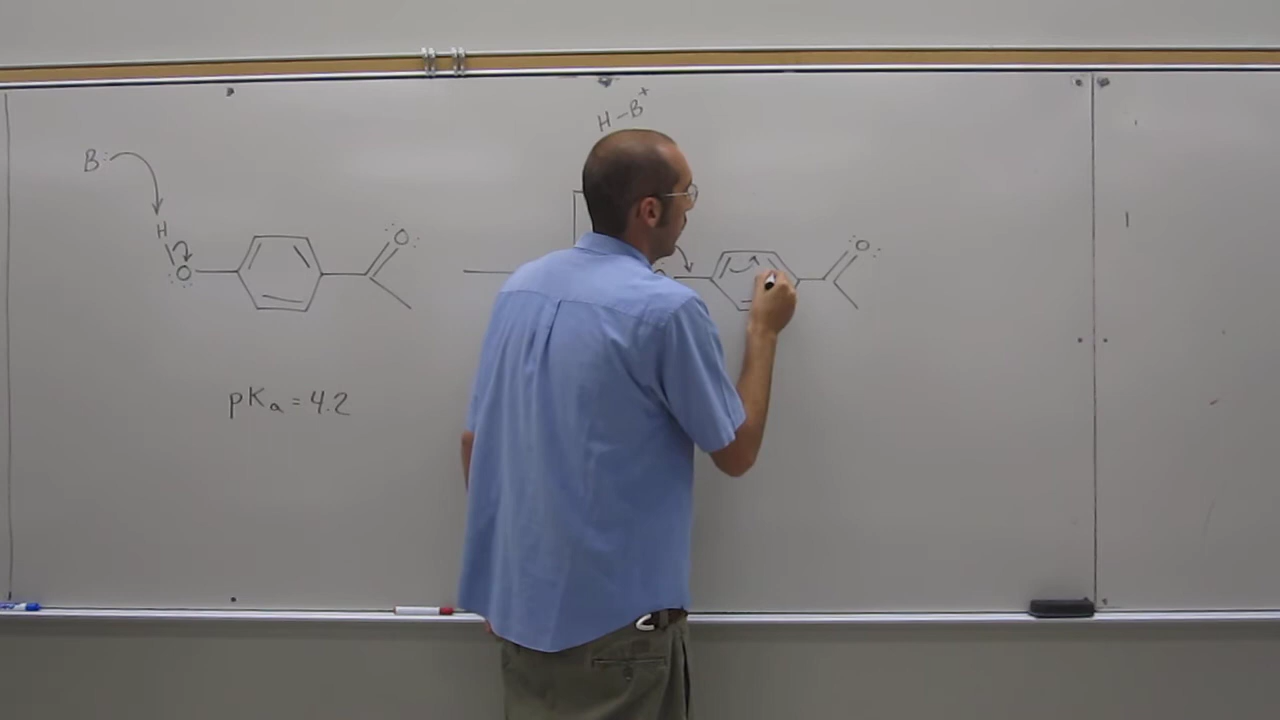 H-B⁺
B:
H
:O:
O:
O:
pKa = 4.2